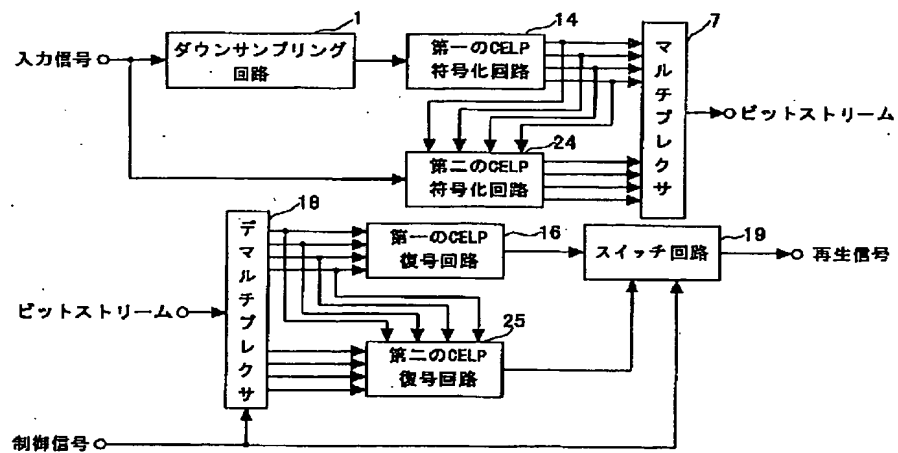 1
14
7
入力信号
ダウンサンプリング
回路
第一のCELP
符号化回路
マルチプレクサ
ビットストリーム
24
第二のCELP
符号化回路
18
デマルチプレクサ
第一のCELP
復号回路
16
スイッチ回路
19
再生信号
ビットストリーム
25
第二のCELP
復号回路
制御信号